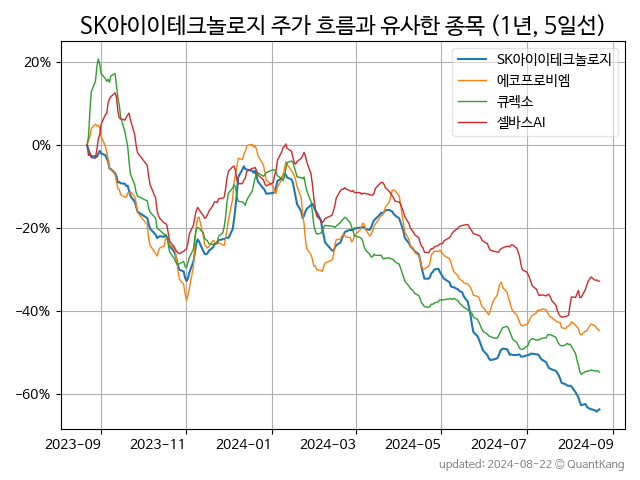 SK아이이테크놀로지 주가 흐름과 유사한 종목 (1년, 5일선)
SK아이이테크놀로지
에코프로비엠
큐렉소
셀바스AI
20%
0%
−20%
−40%
−60%
2023-09
2023-11
2024-01
2024-03
2024-05
2024-07
2024-09
updated: 2024-08-22 © QuantKang